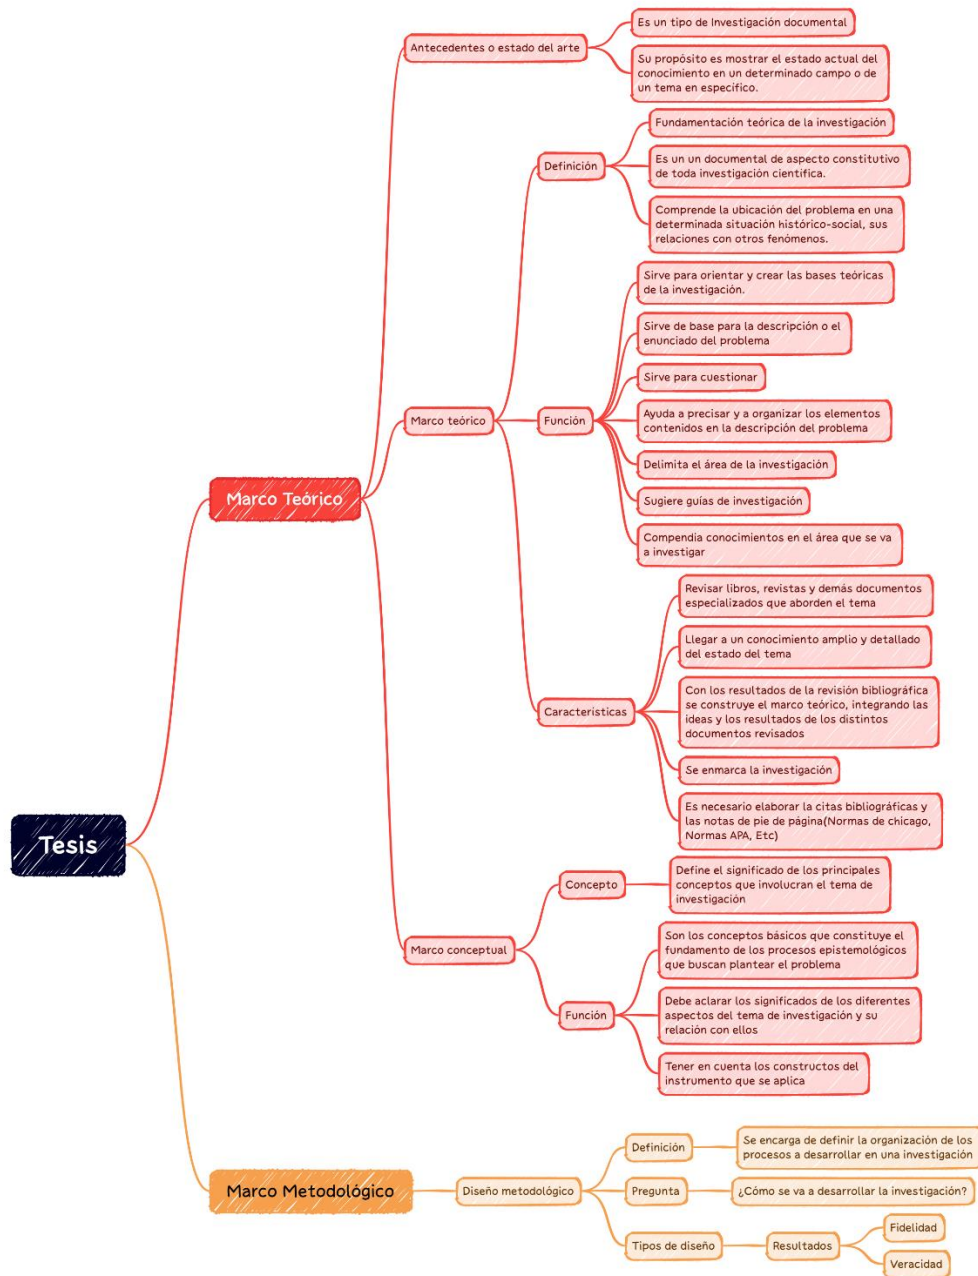 Tesis
Marco Teórico
Antecedentes o estado del arte
Es un tipo de Investigación documental
Su propósito es mostrar el estado actual del
conocimiento en un determinado campo o de
un tema en específico.
Marco teórico
Definición
Fundamentación teórica de la investigación
Es un un documental de aspecto constitutivo
de toda investigación científica.
Comprende la ubicación del problema en una
determinada situación histórico-social, sus
relaciones con otros fenómenos.
Función
Sirve para orientar y crear las bases teóricas
de la investigación.
Sirve de base para la descripción o el
enunciado del problema
Sirve para cuestionar
Ayuda a precisar y a organizar los elementos
contenidos en la descripción del problema
Delimita el área de la investigación
Sugiere guías de investigación
Compendia conocimientos en el área que se va
a investigar
Características
Revisar libros, revistas y demás documentos
especializados que aborden el tema
Llegar a un conocimiento amplio y detallado
del estado del tema
Con los resultados de la revisión bibliográfica
se construye el marco teórico, integrando las
ideas y los resultados de los distintos
documentos revisados
Se enmarca la investigación
Es necesario elaborar la citas bibliográficas y
las notas de pie de página(Normas de chicago,
Normas APA, Etc)
Marco conceptual
Concepto
Define el significado de los principales
conceptos que involucran el tema de
investigación
Función
Son los conceptos básicos que constituye el
fundamento de los procesos epistemológicos
que buscan plantear el problema
Debe aclarar los significados de los diferentes
aspectos del tema de investigación y su
relación con ellos
Tener en cuenta los constructos del
instrumento que se aplica
Marco Metodológico
Diseño metodológico
Definición
Se encarga de definir la organización de los
procesos a desarrollar en una investigación
Pregunta
¿Cómo se va a desarrollar la investigación?
Tipos de diseño
Resultados
Fidelidad
Veracidad